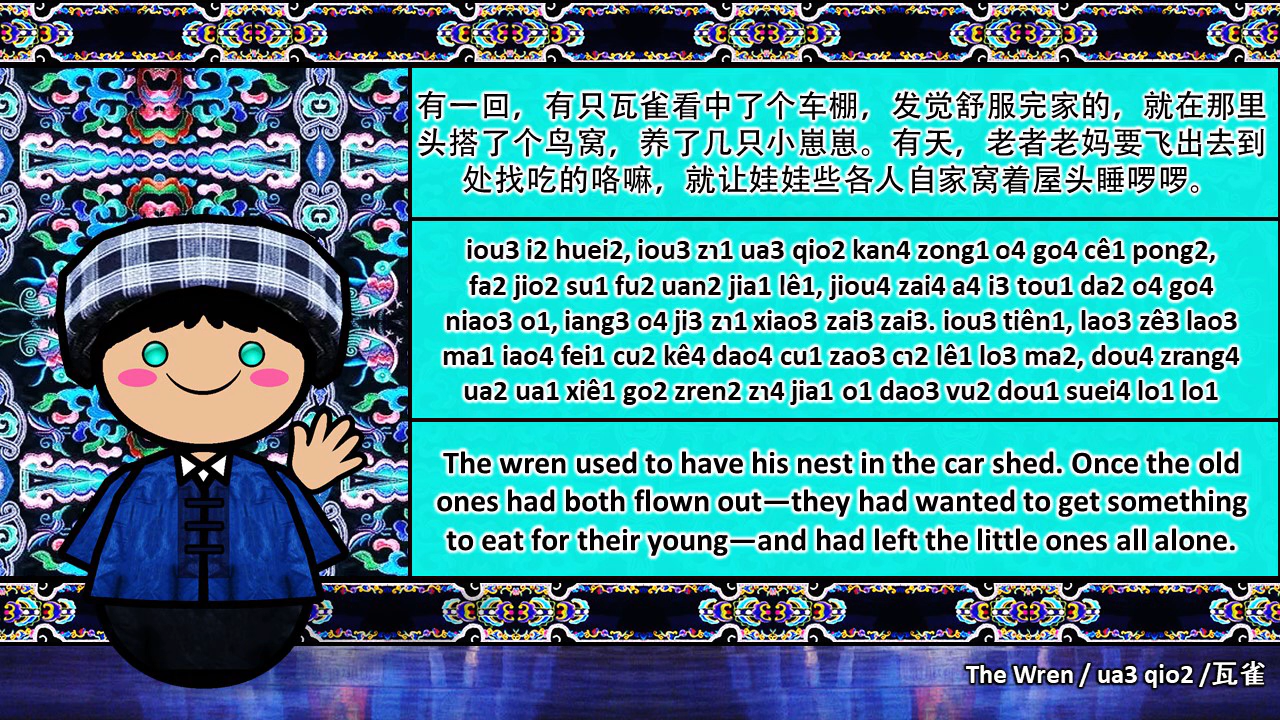 有一回，有只瓦雀看中了个车棚，发觉舒服完家的，就在那里
头搭了个鸟窝，养了几只小崽崽。有天，老者老妈要飞出去到
处找吃的咯嘛，就让娃娃些各人自家窝着屋头睡啰啰。
iou3 i2 huei2, iou3 zɿ1 ua3 qio2 kan4 zong1 o4 go4 cê1 pong2,
fa2 jio2 su1 fu2 uan2 jia1 lê1, jiou4 zai4 a4 i3 tou1 da2 o4 go4
niao3 o1, iang3 o4 ji3 zɿ1 xiao3 zai3 zai3. iou3 tiên1, lao3 zê3 lao3
ma1 iao4 fei1 cu2 kê4 dao4 cu1 zao3 cɿ2 lê1 lo3 ma2, dou4 zrang4
ua2 ua1 xiê1 go2 zren2 zɿ4 jia1 o1 dao3 vu2 dou1 suei4 lo1 lo1
The wren used to have his nest in the car shed. Once the old
ones had both flown out—they had wanted to get something
to eat for their young—and had left the little ones all alone.
The Wren / ua3 qio2 /瓦雀